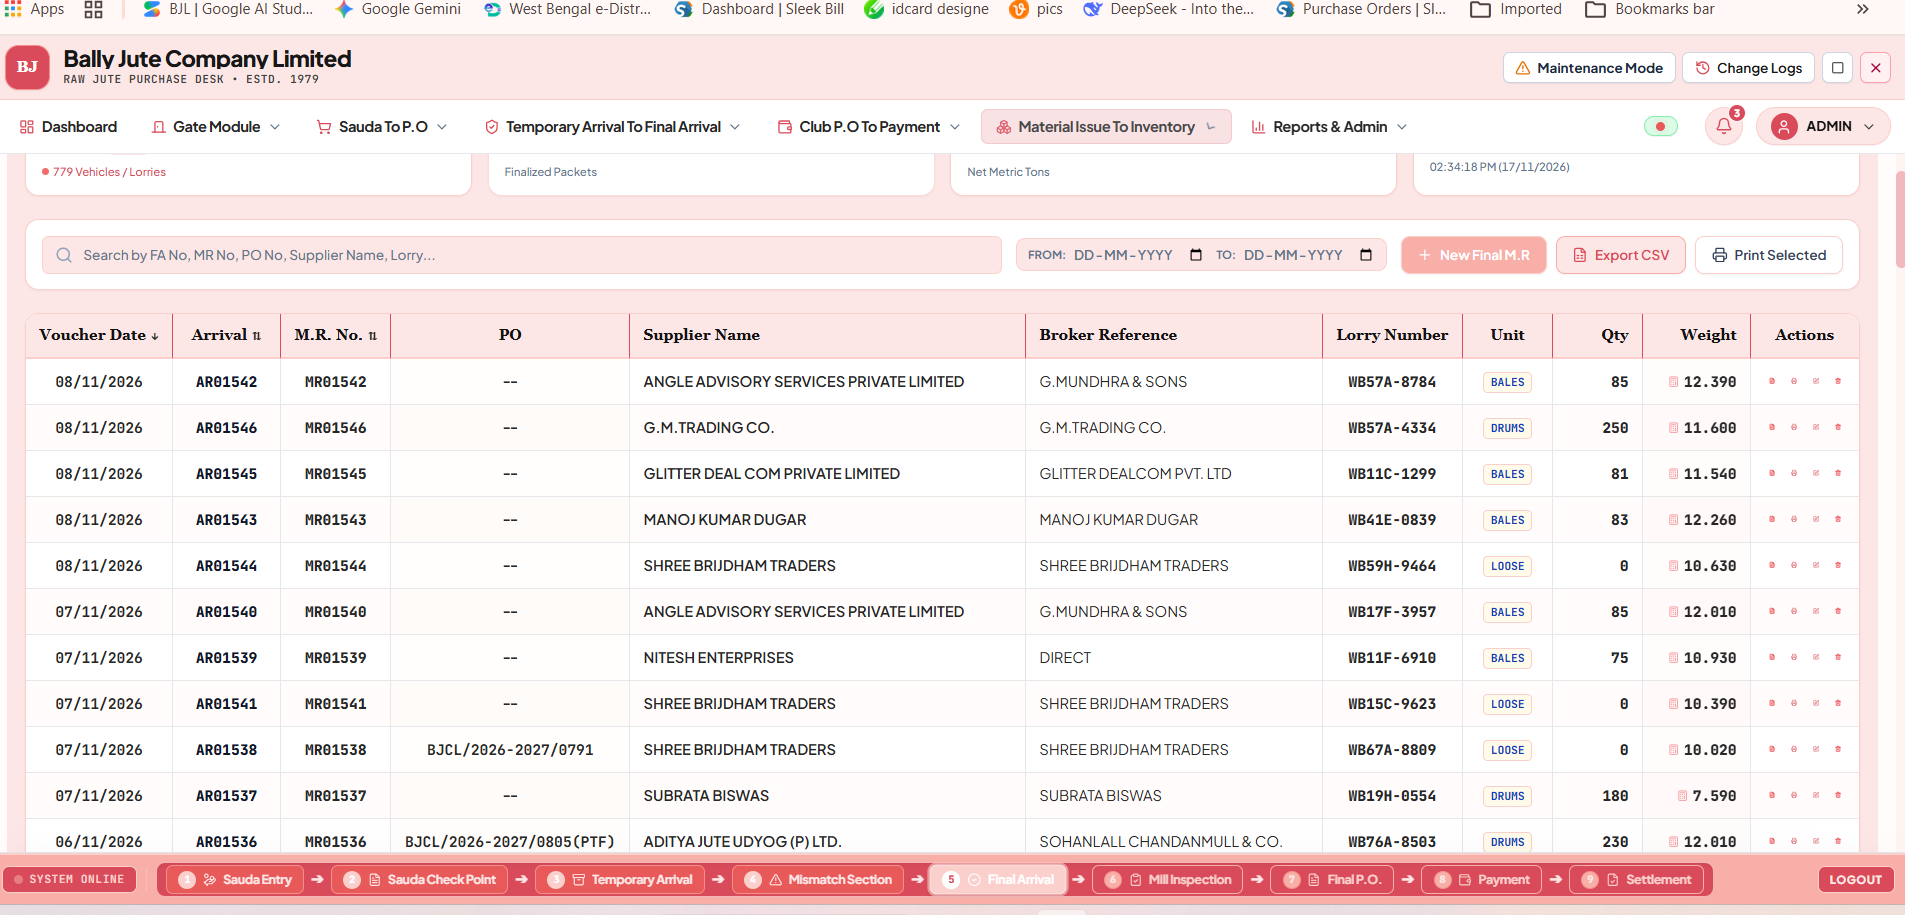 Apps
BJL | Google AI Stud...
Google Gemini
West Bengal e-Distr...
Dashboard | Sleek Bill
idcard designe
pics
DeepSeek - Into the...
Purchase Orders | Sl...
Imported
Bookmarks bar
BJ
Bally Jute Company Limited
RAW JUTE PURCHASE DESK • ESTD. 1979
Maintenance Mode
Change Logs
Dashboard
Gate Module
Sauda To P.O
Temporary Arrival To Final Arrival
Club P.O To Payment
Material Issue To Inventory
Reports & Admin
3
ADMIN
779 Vehicles / Lorries
Finalized Packets
Net Metric Tons
02:34:18 PM (17/11/2026)
Search by FA No, MR No, PO No, Supplier Name, Lorry...
FROM: DD-MM-YYYY TO: DD-MM-YYYY
+ New Final M.R
Export CSV
Print Selected
Voucher Date ↓ Arrival ⇅ M.R. No. ⇅ PO Supplier Name Broker Reference Lorry Number Unit Qty Weight Actions
08/11/2026 AR01542 MR01542 -- ANGLE ADVISORY SERVICES PRIVATE LIMITED G.MUNDHRA & SONS WB57A-8784 BALES 85 12.390
08/11/2026 AR01546 MR01546 -- G.M.TRADING CO. G.M.TRADING CO. WB57A-4334 DRUMS 250 11.600
08/11/2026 AR01545 MR01545 -- GLITTER DEAL COM PRIVATE LIMITED GLITTER DEALCOM PVT. LTD WB11C-1299 BALES 81 11.540
08/11/2026 AR01543 MR01543 -- MANOJ KUMAR DUGAR MANOJ KUMAR DUGAR WB41E-0839 BALES 83 12.260
08/11/2026 AR01544 MR01544 -- SHREE BRIJDHAM TRADERS SHREE BRIJDHAM TRADERS WB59H-9464 LOOSE 0 10.630
07/11/2026 AR01540 MR01540 -- ANGLE ADVISORY SERVICES PRIVATE LIMITED G.MUNDHRA & SONS WB17F-3957 BALES 85 12.010
07/11/2026 AR01539 MR01539 -- NITESH ENTERPRISES DIRECT WB11F-6910 BALES 75 10.930
07/11/2026 AR01541 MR01541 -- SHREE BRIJDHAM TRADERS SHREE BRIJDHAM TRADERS WB15C-9623 LOOSE 0 10.390
07/11/2026 AR01538 MR01538 BJCL/2026-2027/0791 SHREE BRIJDHAM TRADERS SHREE BRIJDHAM TRADERS WB67A-8809 LOOSE 0 10.020
07/11/2026 AR01537 MR01537 -- SUBRATA BISWAS SUBRATA BISWAS WB19H-0554 DRUMS 180 7.590
06/11/2026 AR01536 MR01536 BJCL/2026-2027/0805(PTF) ADITYA JUTE UDYOG (P) LTD. SOHANLALL CHANDANMULL & CO. WB76A-8503 DRUMS 230 12.010
SYSTEM ONLINE
1 Sauda Entry → 2 Sauda Check Point → 3 Temporary Arrival → 4 Mismatch Section → 5 Final Arrival → 6 Mill Inspection → 7 Final P.O. → 8 Payment → 9 Settlement
LOGOUT